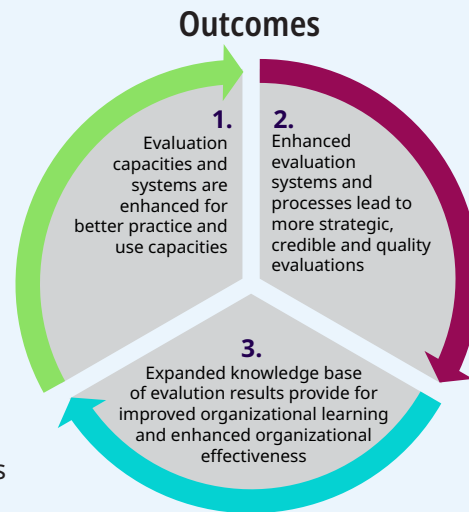 Outcomes
1.
Evaluation
capacities and
systems are
enhanced for
better practice and
use capacities
2.
Enhanced
evaluation
systems and
processes lead to
more strategic,
credible and quality
evaluations
3.
Expanded knowledge base
of evalution results provide for
improved organizational learning
and enhanced organizational
effectiveness
s